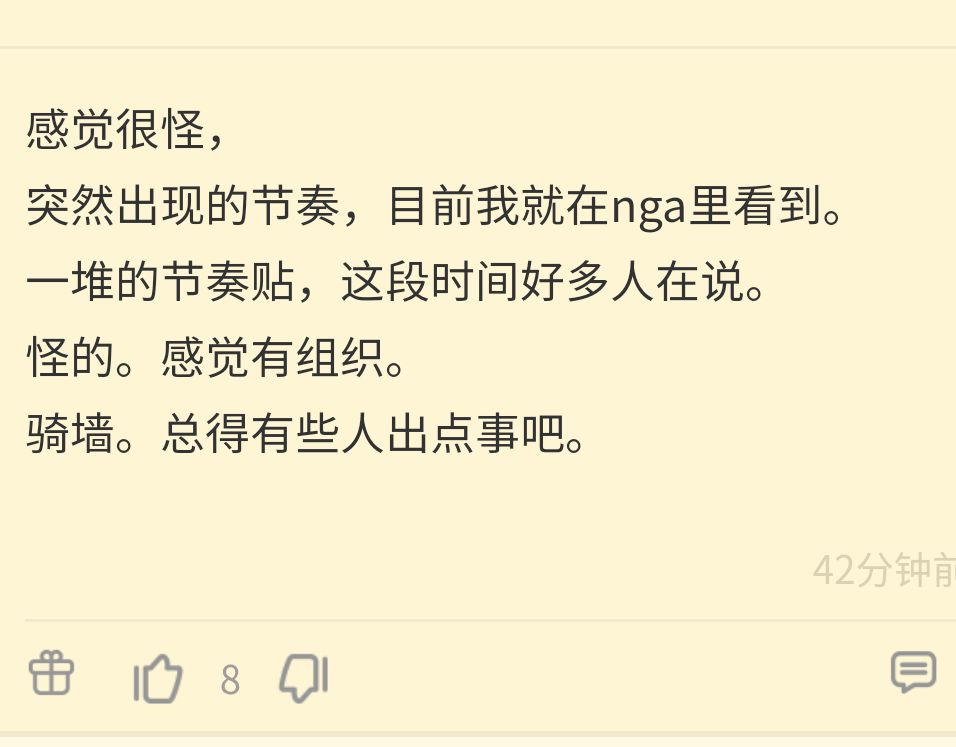 感觉很怪，
突然出现的节奏，目前我就在nga里看到。
一堆的节奏贴，这段时间好多人在说。
怪的。感觉有组织。
骑墙。总得有些人出点事吧。
42分钟前
8